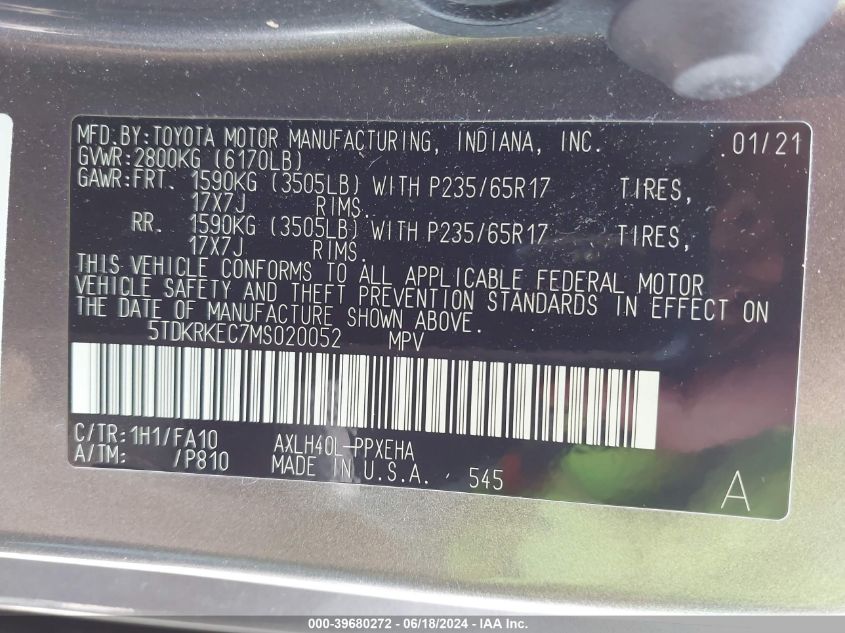 MFD.BY:TOYOTA MOTOR MANUFACTURING, INDIANA, INC. 01/21
GVWR:2800KG (6170LB)
GAWR:FRT. 1590KG (3505LB) WITH P235/65R17 TIRES,
17X7J RIMS.
RR. 1590KG (3505LB) WITH P235/65R17 TIRES,
17X7J RIMS.
THIS VEHICLE CONFORMS TO ALL APPLICABLE FEDERAL MOTOR
VEHICLE SAFETY AND THEFT PREVENTION STANDARDS IN EFFECT ON
THE DATE OF MANUFACTURE SHOWN ABOVE.
5TDKRKEC7MS020052 MPV
C/TR:1H1/FA10 AXLH40L-PPXEHA
A/TM: /P810 MADE IN U.S.A. 545
A
000-39680272 - 06/18/2024 - IAA Inc.